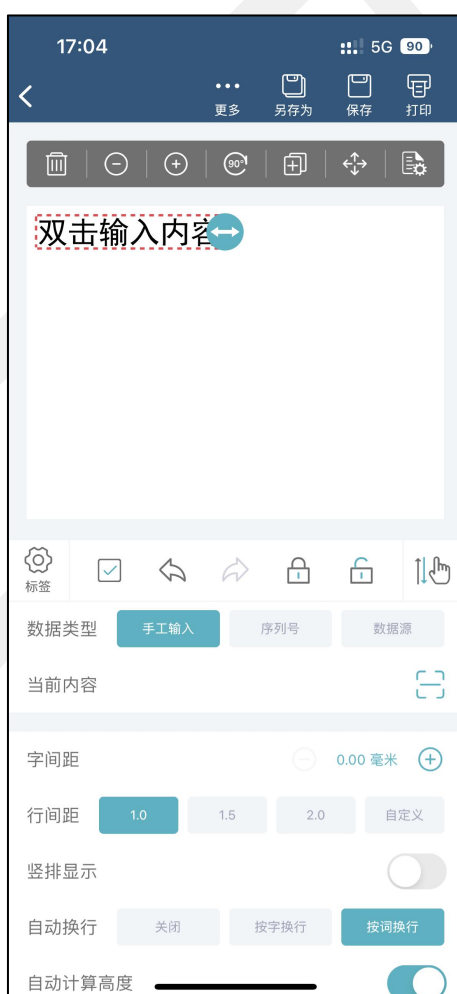 17:04 5G 90
更多 另存为 保存 打印
90°
双击输入内容
标签
数据类型 手工输入 序列号 数据源
当前内容
字间距 0.00 毫米
行间距 1.0 1.5 2.0 自定义
竖排显示
自动换行 关闭 按字换行 按词换行
自动计算高度